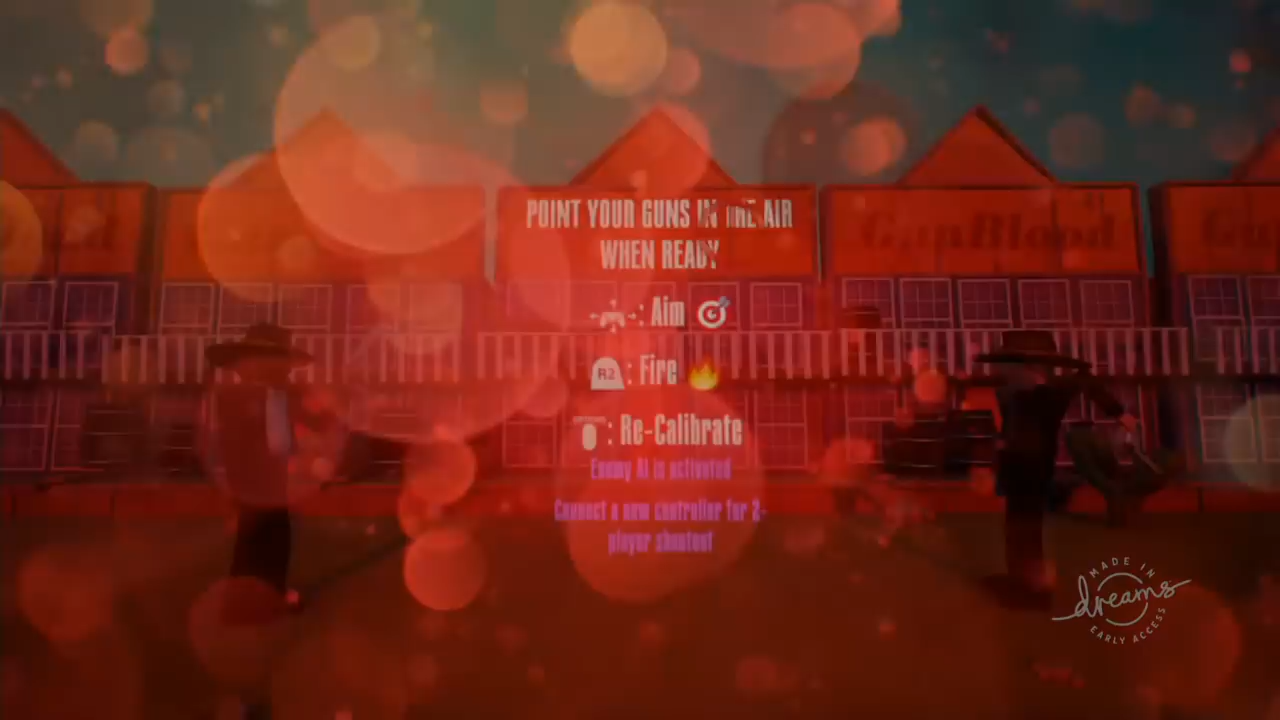 POINT YOUR GUNS IN THE AIR
WHEN READY
: Aim
R2 : Fire
: Re-Calibrate
Enemy AI is activated
Connect a new controller for 2-
player shootout
GunBlood
MADE IN
dreams
EARLY ACCESS